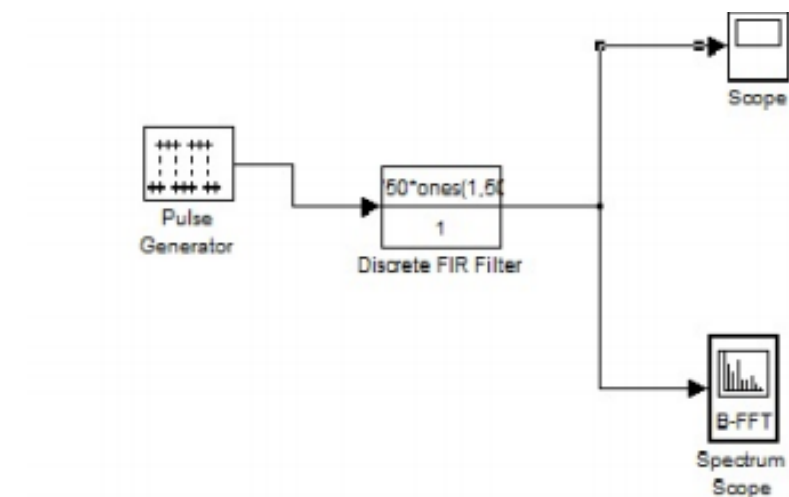 Scope
Pulse
Generator
/50*ones(1,50
1
Discrete FIR Filter
B-FFT
Spectrum
Scope